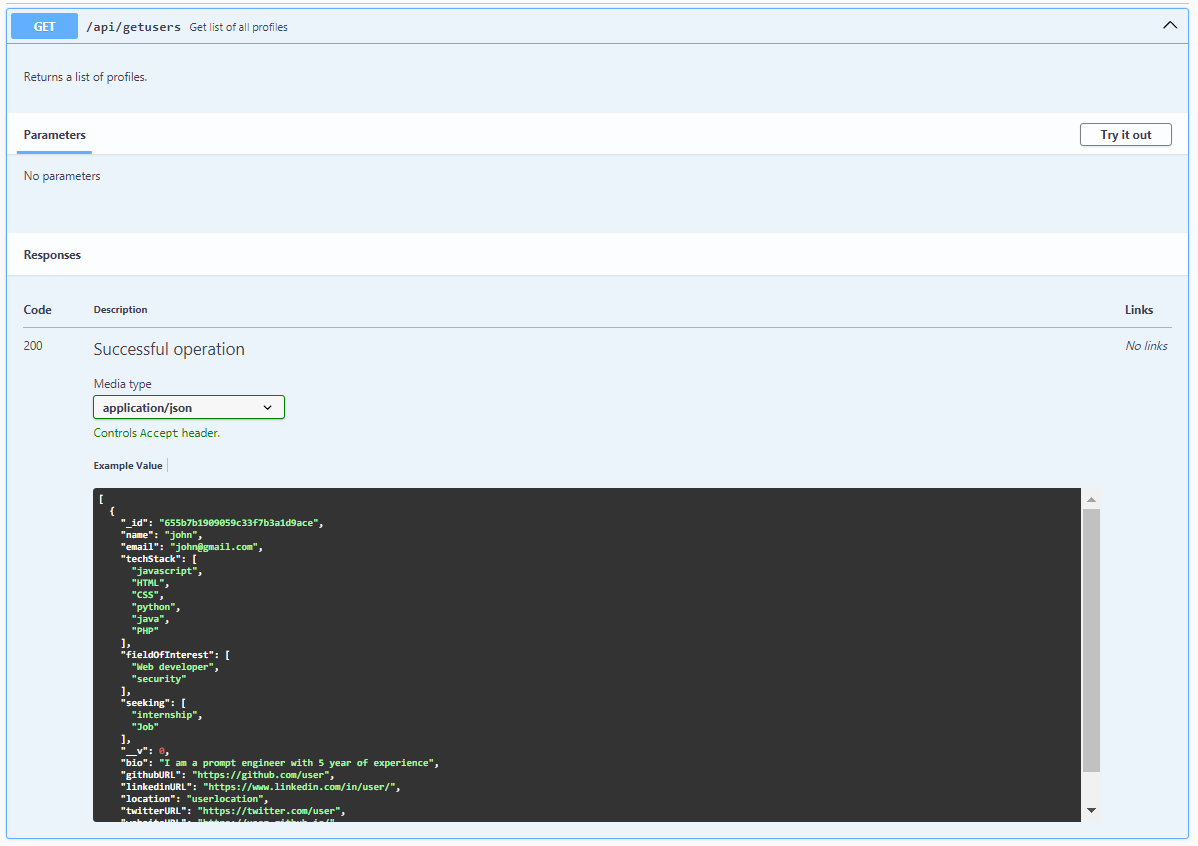 GET /api/getusers Get list of all profiles
Returns a list of profiles.
Parameters
Try it out
No parameters
Responses
Code Description Links
200 Successful operation No links
Media type
application/json
Controls Accept header.
Example Value
[
{
"_id": "655b7b1909059c33f7b3a1d9ace",
"name": "john",
"email": "john@gmail.com",
"techStack": [
"javascript",
"HTML",
"CSS",
"python",
"java",
"PHP"
],
"fieldOfInterest": [
"Web developer",
"security"
],
"seeking": [
"internship",
"Job"
],
"__v": 0,
"bio": "I am a prompt engineer with 5 year of experience",
"githubURL": "https://github.com/user",
"linkedinURL": "https://www.linkedin.com/in/user/",
"location": "userlocation",
"twitterURL": "https://twitter.com/user",